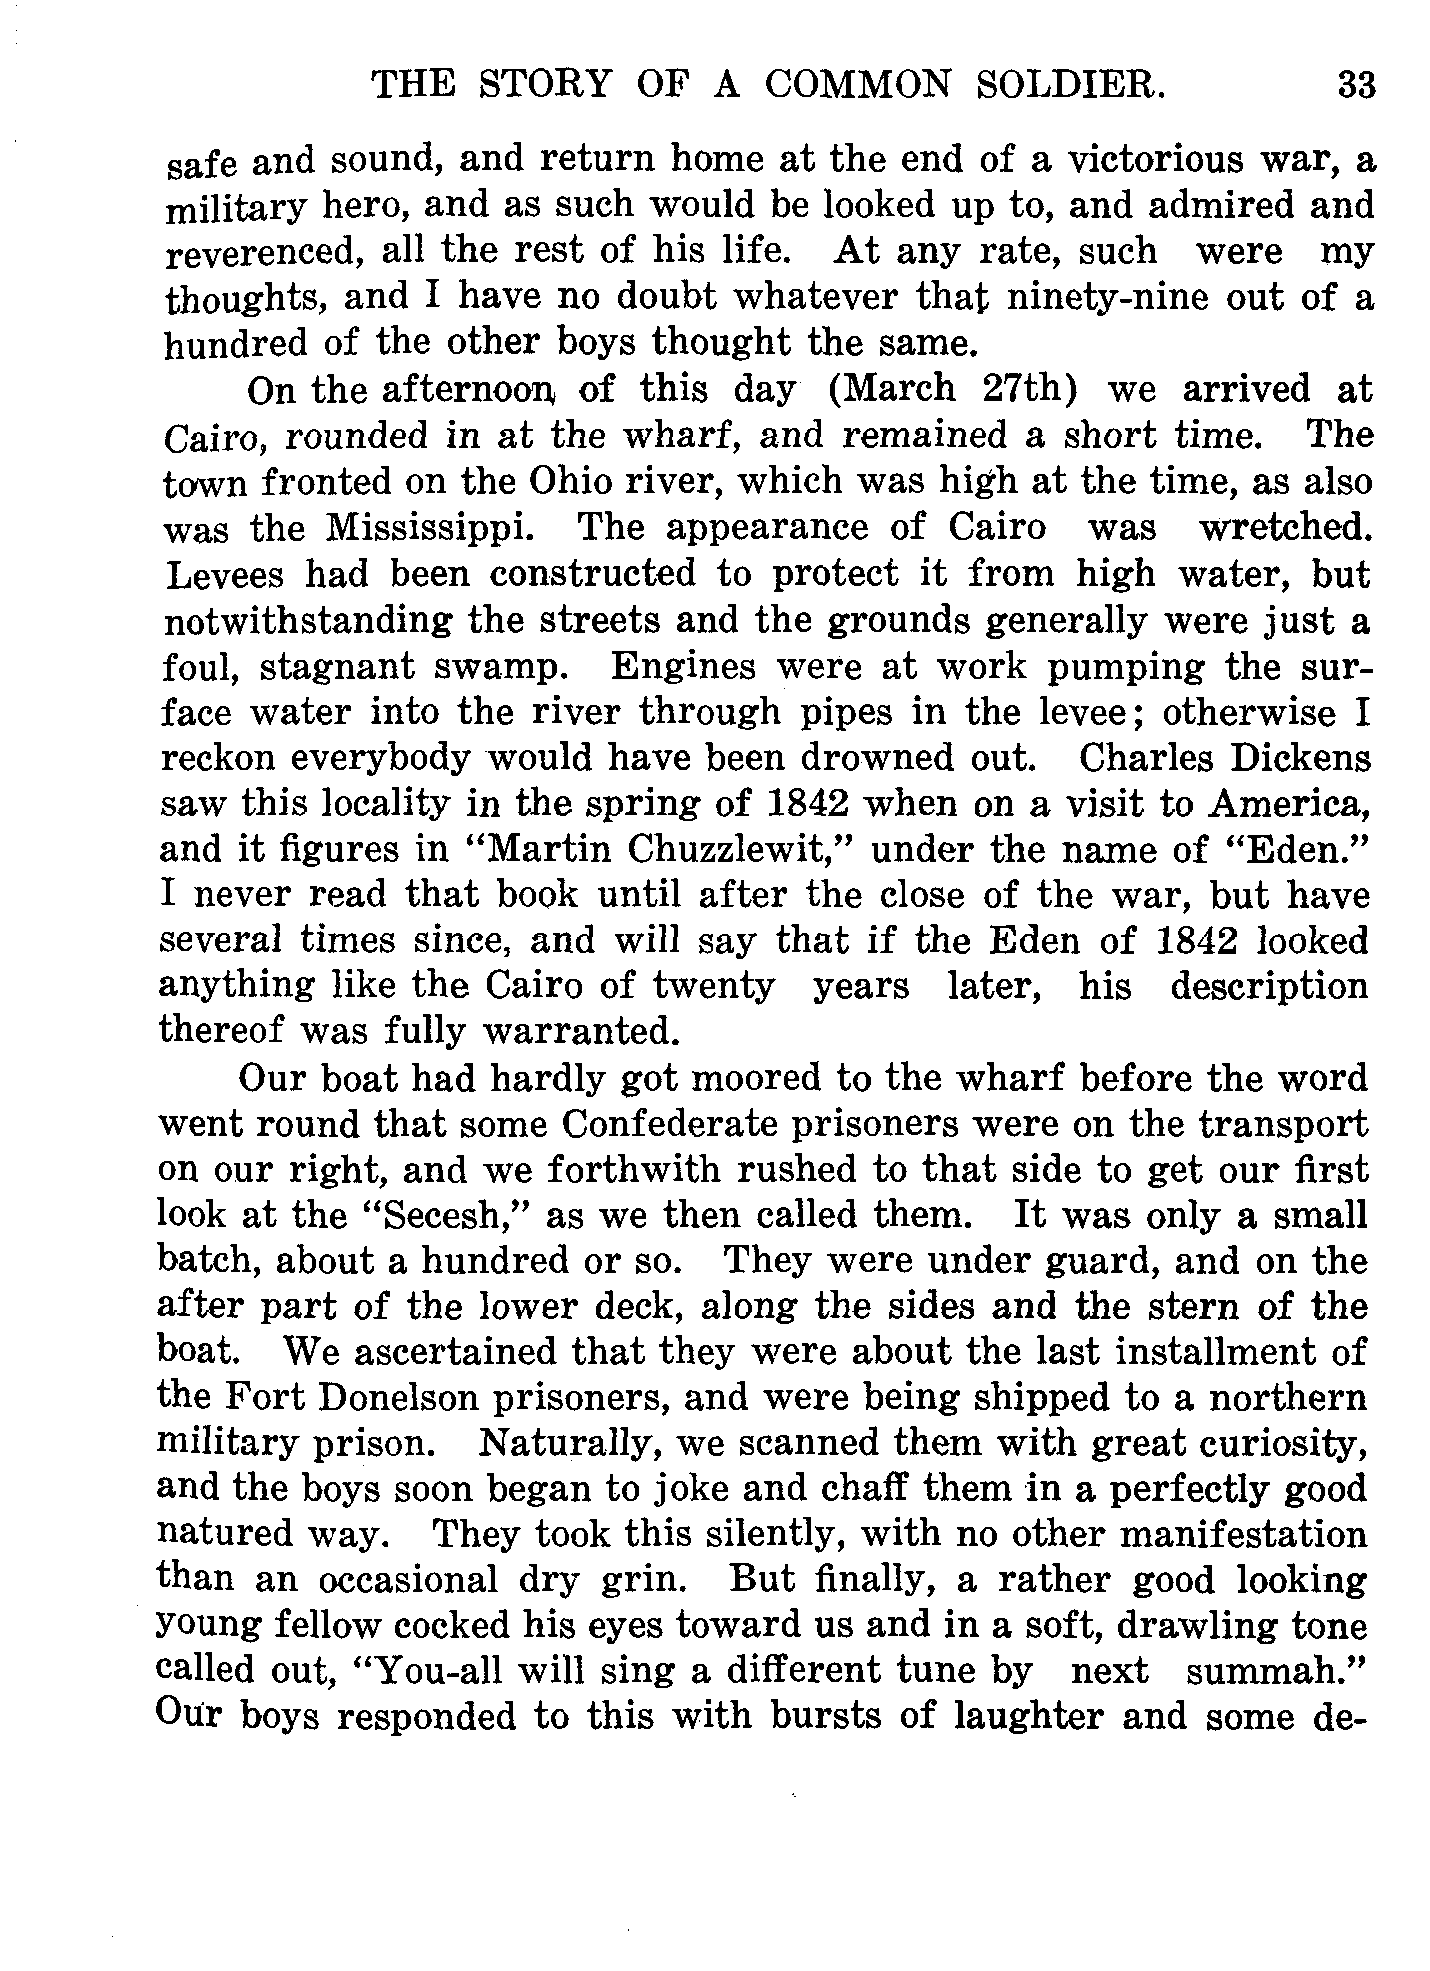 THE STORY OF A COMMON SOLDIER. 33
safe and sound, and return home at the end of a victorious war, a
military hero, and as such would be looked up to, and admired and
reverenced, all the rest of his life. At any rate, such were my
thoughts, and I have no doubt whatever that ninety-nine out of a
hundred of the other boys thought the same.
On the afternoon of this day (March 27th) we arrived at
Cairo, rounded in at the wharf, and remained a short time. The
town fronted on the Ohio river, which was high at the time, as also
was the Mississippi. The appearance of Cairo was wretched.
Levees had been constructed to protect it from high water, but
notwithstanding the streets and the grounds generally were just a
foul, stagnant swamp. Engines were at work pumping the sur-
face water into the river through pipes in the levee; otherwise I
reckon everybody would have been drowned out. Charles Dickens
saw this locality in the spring of 1842 when on a visit to America,
and it figures in “Martin Chuzzlewit,” under the name of “Eden.”
I never read that book until after the close of the war, but have
several times since, and will say that if the Eden of 1842 looked
anything like the Cairo of twenty years later, his description
thereof was fully warranted.
Our boat had hardly got moored to the wharf before the word
went round that some Confederate prisoners were on the transport
on our right, and we forthwith rushed to that side to get our first
look at the “Secesh,” as we then called them. It was only a small
batch, about a hundred or so. They were under guard, and on the
after part of the lower deck, along the sides and the stern of the
boat. We ascertained that they were about the last installment of
the Fort Donelson prisoners, and were being shipped to a northern
military prison. Naturally, we scanned them with great curiosity,
and the boys soon began to joke and chaff them in a perfectly good
natured way. They took this silently, with no other manifestation
than an occasional dry grin. But finally, a rather good looking
young fellow cocked his eyes toward us and in a soft, drawling tone
called out, “You-all will sing a different tune by next summah.”
Our boys responded to this with bursts of laughter and some de-